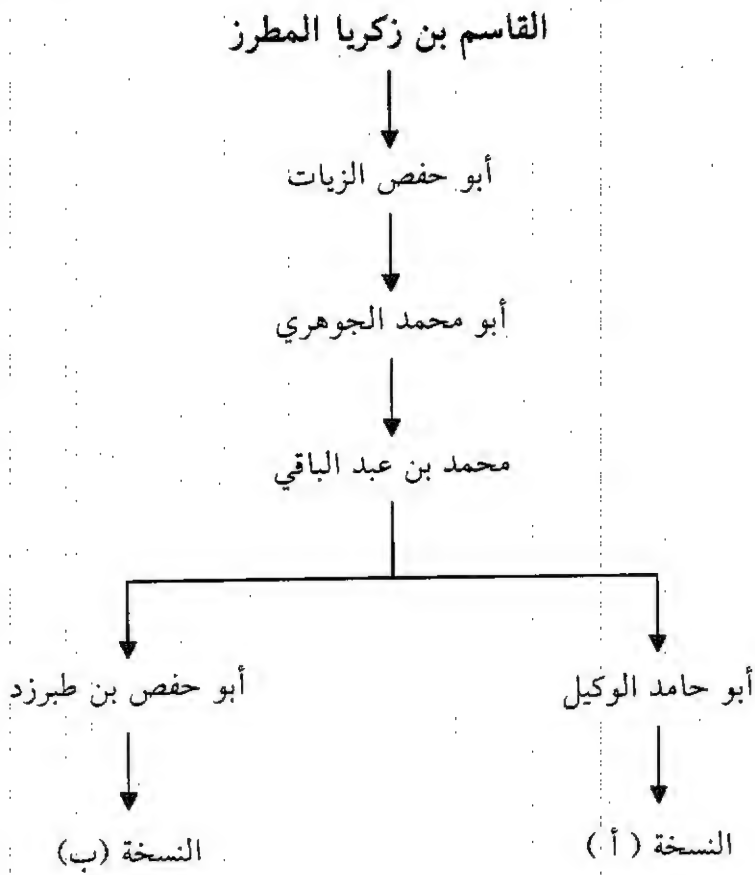 القاسم بن زكريا المطرز
أبو حفص الزيات
أبو محمد الجوهري
محمد بن عبد الباقي
أبو حامد الوكيل
أبو حفص بن طبرزد
النسخة ( أ )
النسخة (ب)